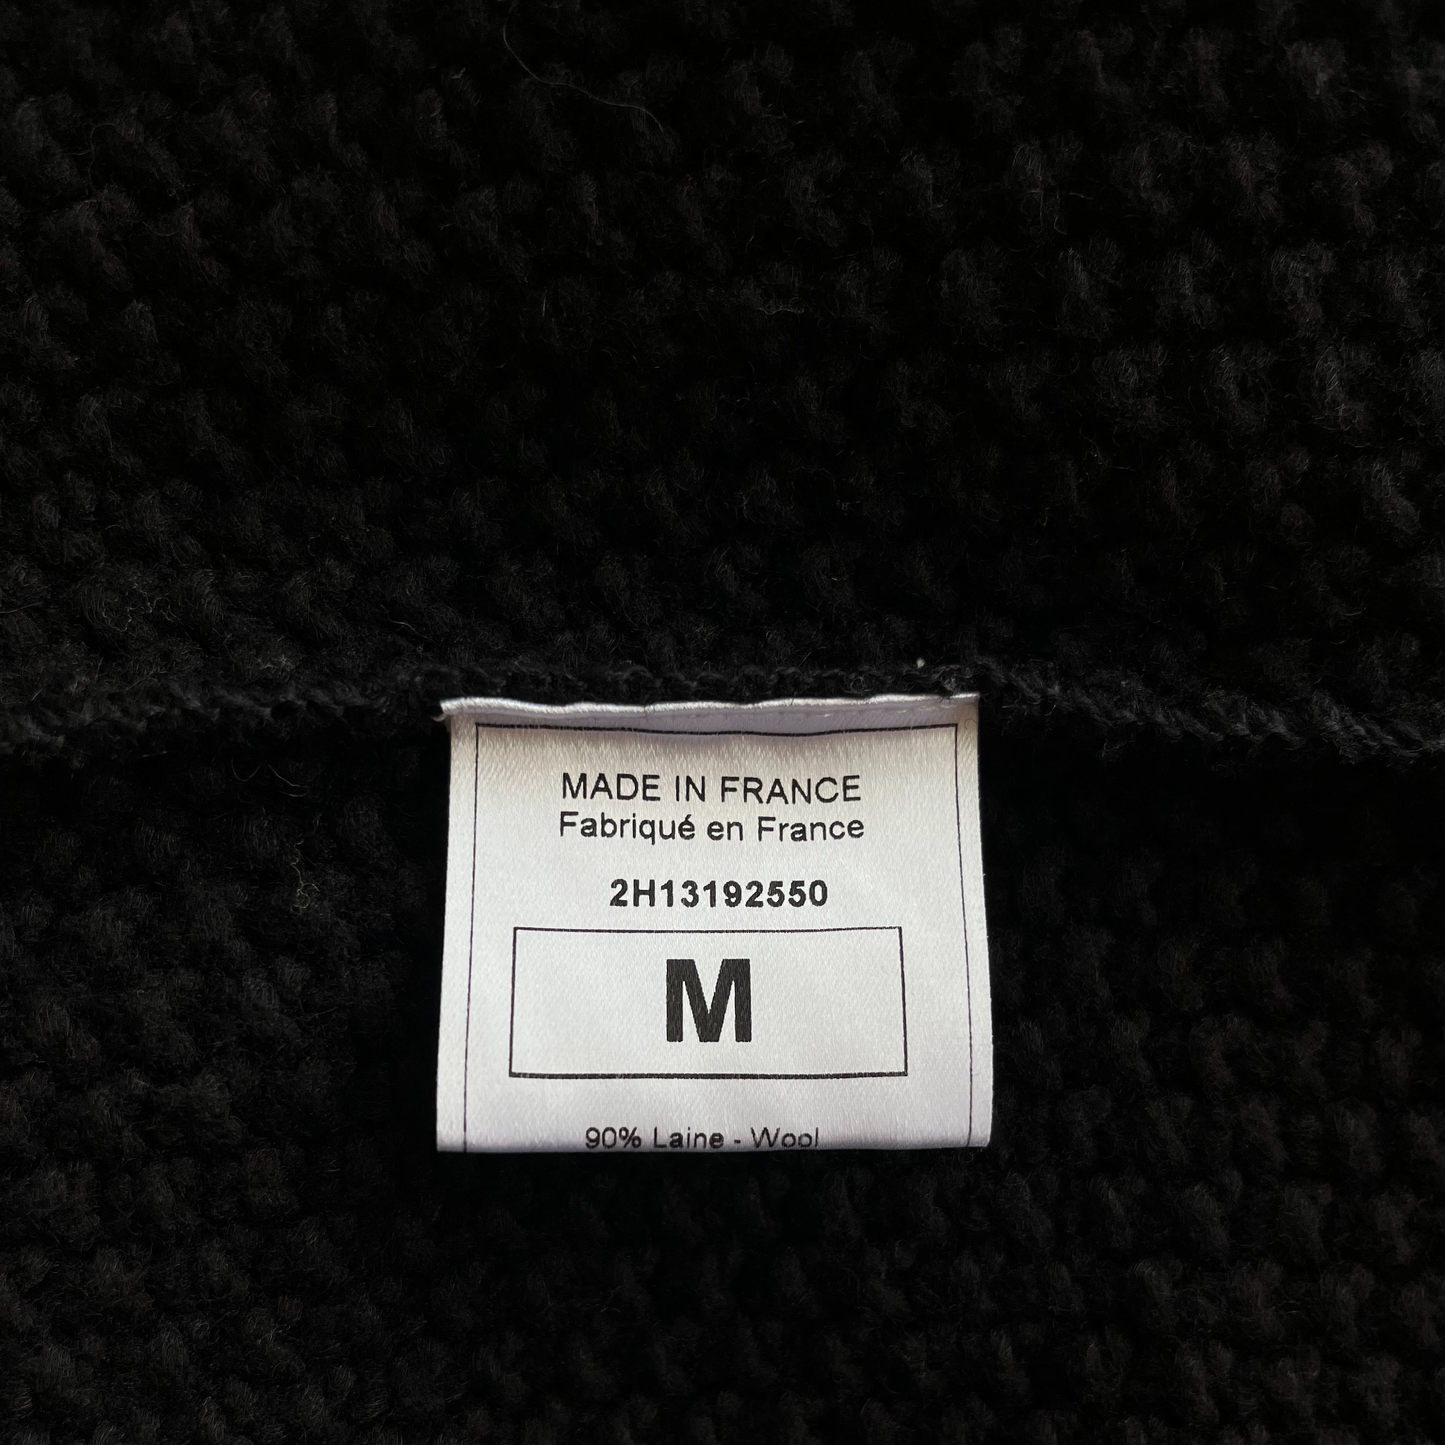 MADE IN FRANCE
Fabriqué en France
2H13192550
M
90% Laine - Wool